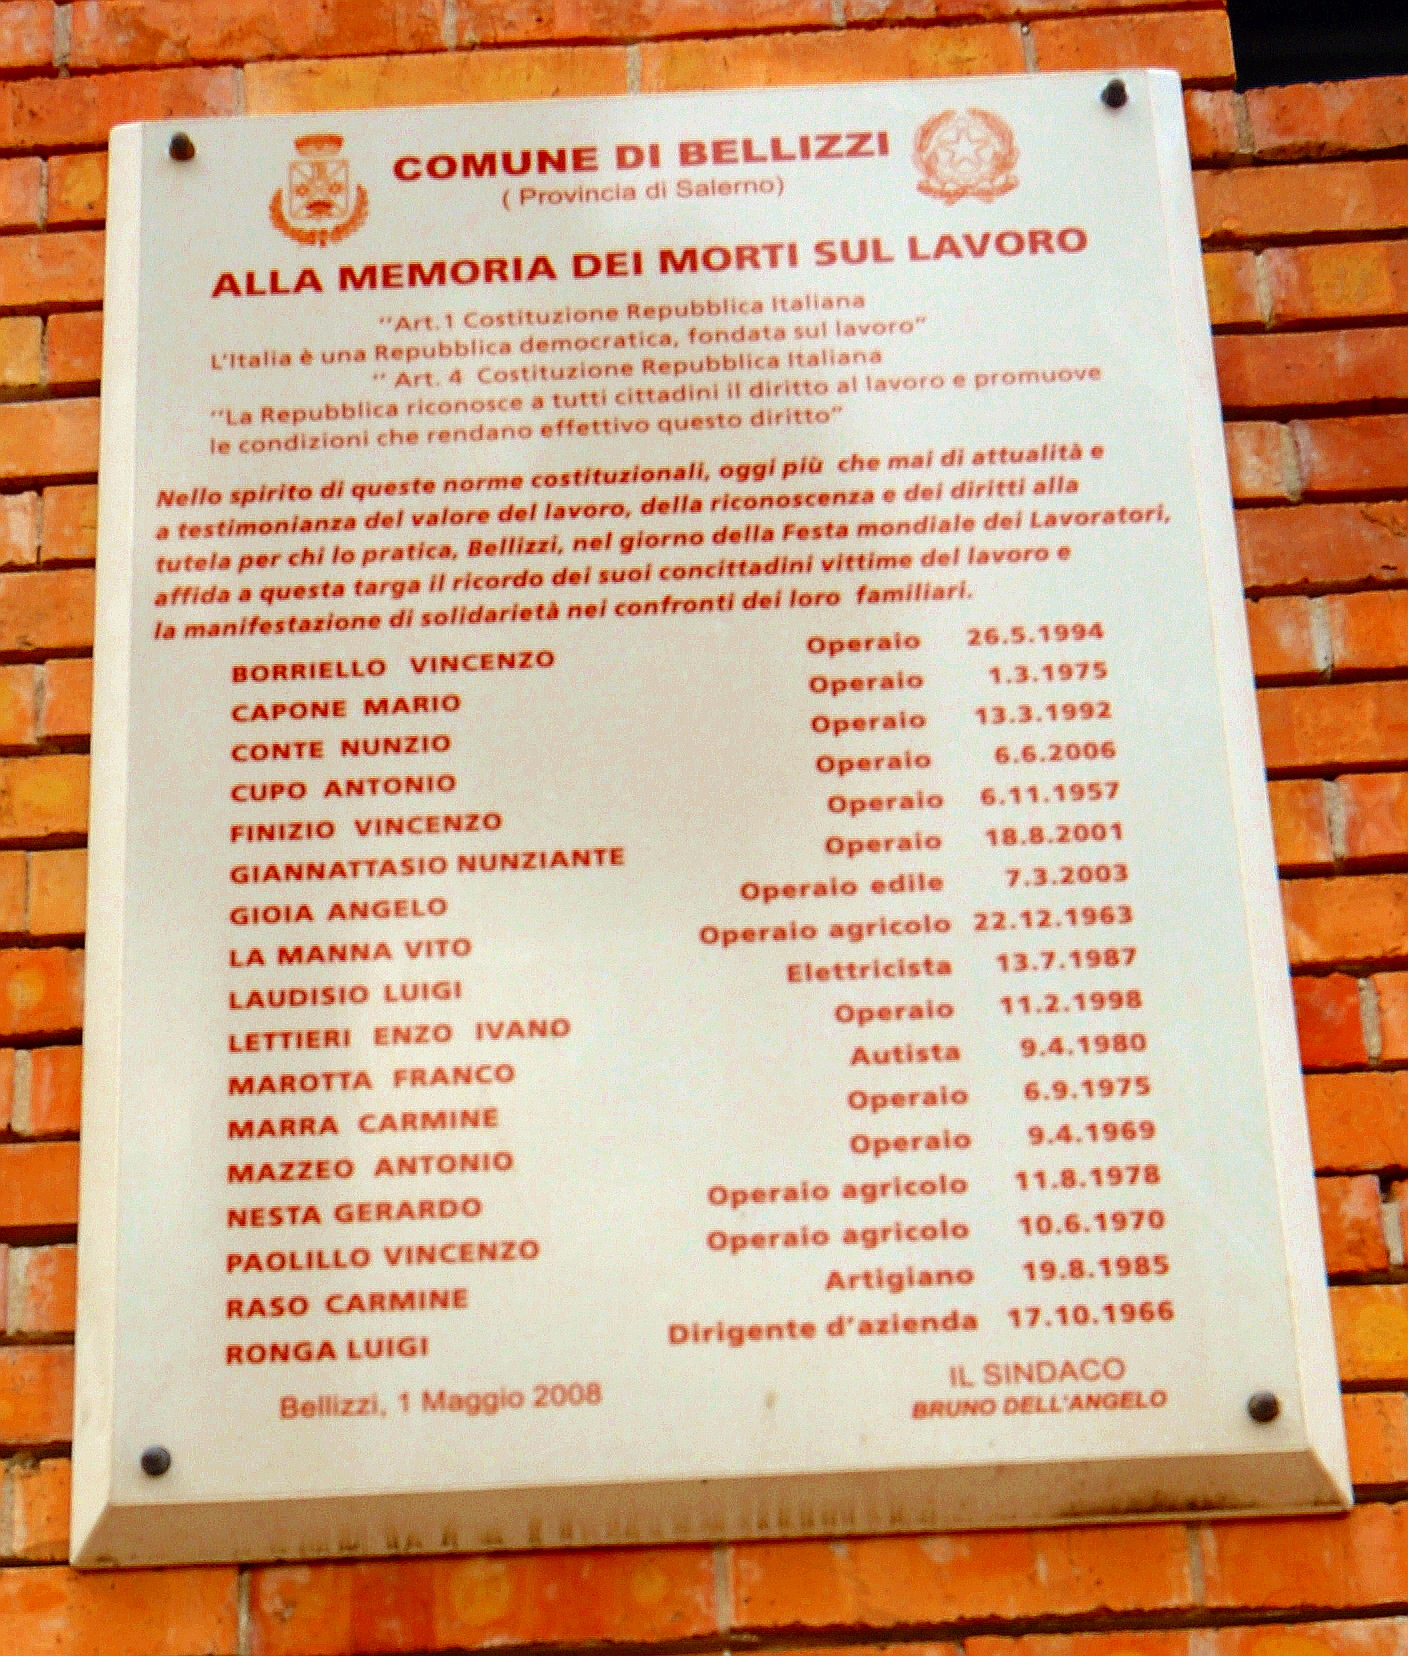 COMUNE DI BELLIZZI
( Provincia di Salerno)
ALLA MEMORIA DEI MORTI SUL LAVORO
‘‘Art.1 Costituzione Repubblica Italiana
L’Italia è una Repubblica democratica, fondata sul lavoro”
“ Art. 4 Costituzione Repubblica Italiana
‘‘La Repubblica riconosce a tutti cittadini il diritto al lavoro e promuove
le condizioni che rendano effettivo questo diritto”
Nello spirito di queste norme costituzionali, oggi più che mai di attualità e
a testimonianza del valore del lavoro, della riconoscenza e dei diritti alla
tutela per chi lo pratica, Bellizzi, nel giorno della Festa mondiale dei Lavoratori,
affida a questa targa il ricordo dei suoi concittadini vittime del lavoro e
la manifestazione di solidarietà nei confronti dei loro familiari.
BORRIELLO VINCENZO Operaio 26.5.1994
CAPONE MARIO Operaio 1.3.1975
CONTE NUNZIO Operaio 13.3.1992
CUPO ANTONIO Operaio 6.6.2006
FINIZIO VINCENZO Operaio 6.11.1957
GIANNATTASIO NUNZIANTE Operaio 18.8.2001
GIOIA ANGELO Operaio edile 7.3.2003
LA MANNA VITO Operaio agricolo 22.12.1963
LAUDISIO LUIGI Elettricista 13.7.1987
LETTIERI ENZO IVANO Operaio 11.2.1998
MAROTTA FRANCO Autista 9.4.1980
MARRA CARMINE Operaio 6.9.1975
MAZZEO ANTONIO Operaio 9.4.1969
NESTA GERARDO Operaio agricolo 11.8.1978
PAOLILLO VINCENZO Operaio agricolo 10.6.1970
RASO CARMINE Artigiano 19.8.1985
RONGA LUIGI Dirigente d’azienda 17.10.1966
Bellizzi, 1 Maggio 2008
IL SINDACO
BRUNO DELL’ANGELO